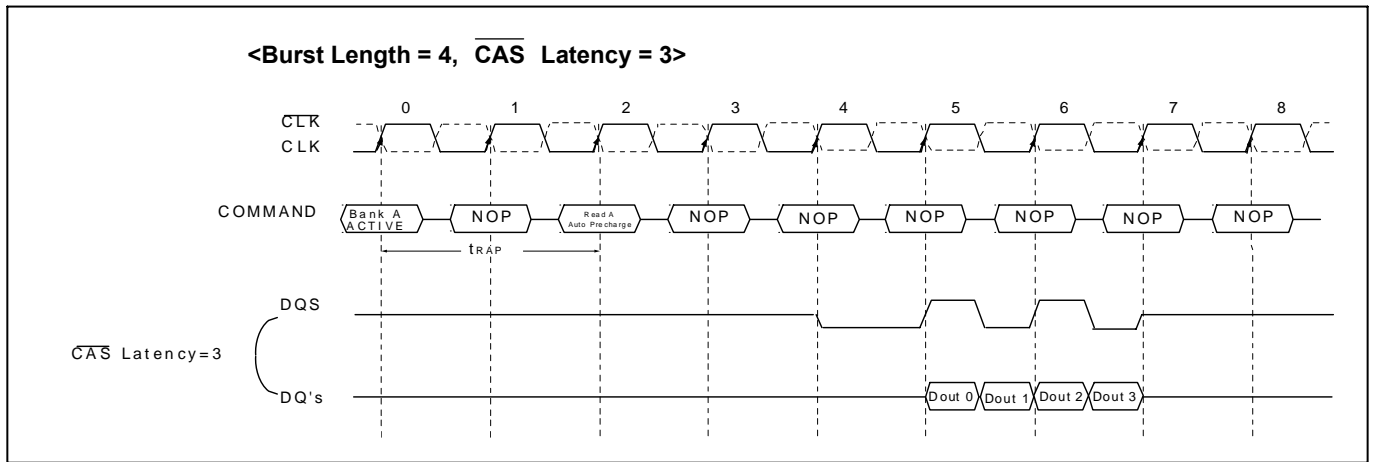 <Burst Length = 4, CAS Latency = 3>
0 1 2 3 4 5 6 7 8
CLK
CLK
COMMAND
Bank A
ACTIVE
NOP
Read A
Auto Precharge
NOP
NOP
NOP
NOP
NOP
NOP
tRAP
DQS
CAS Latency=3
DQ's
Dout 0 Dout 1 Dout 2 Dout 3